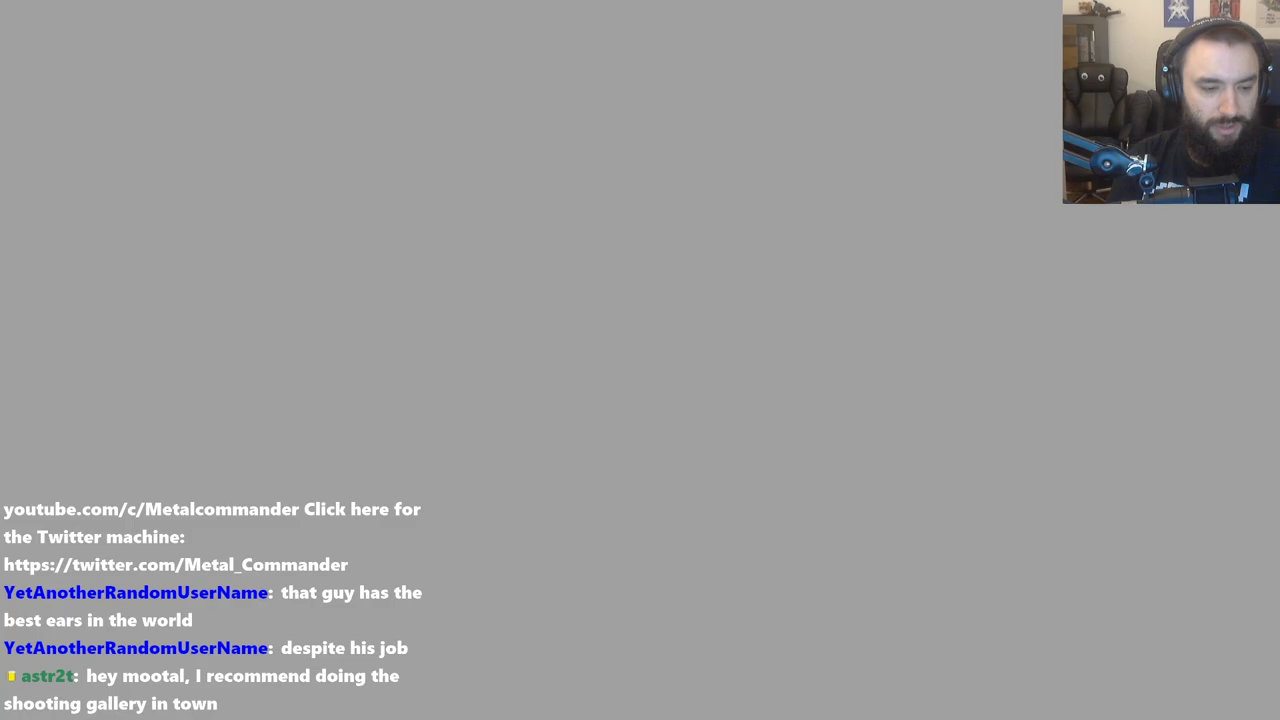 youtube.com/c/Metalcommander Click here for
the Twitter machine:
https://twitter.com/Metal_Commander
YetAnotherRandomUserName: that guy has the
best ears in the world
YetAnotherRandomUserName: despite his job
astr2t: hey mootal, I recommend doing the
shooting gallery in town